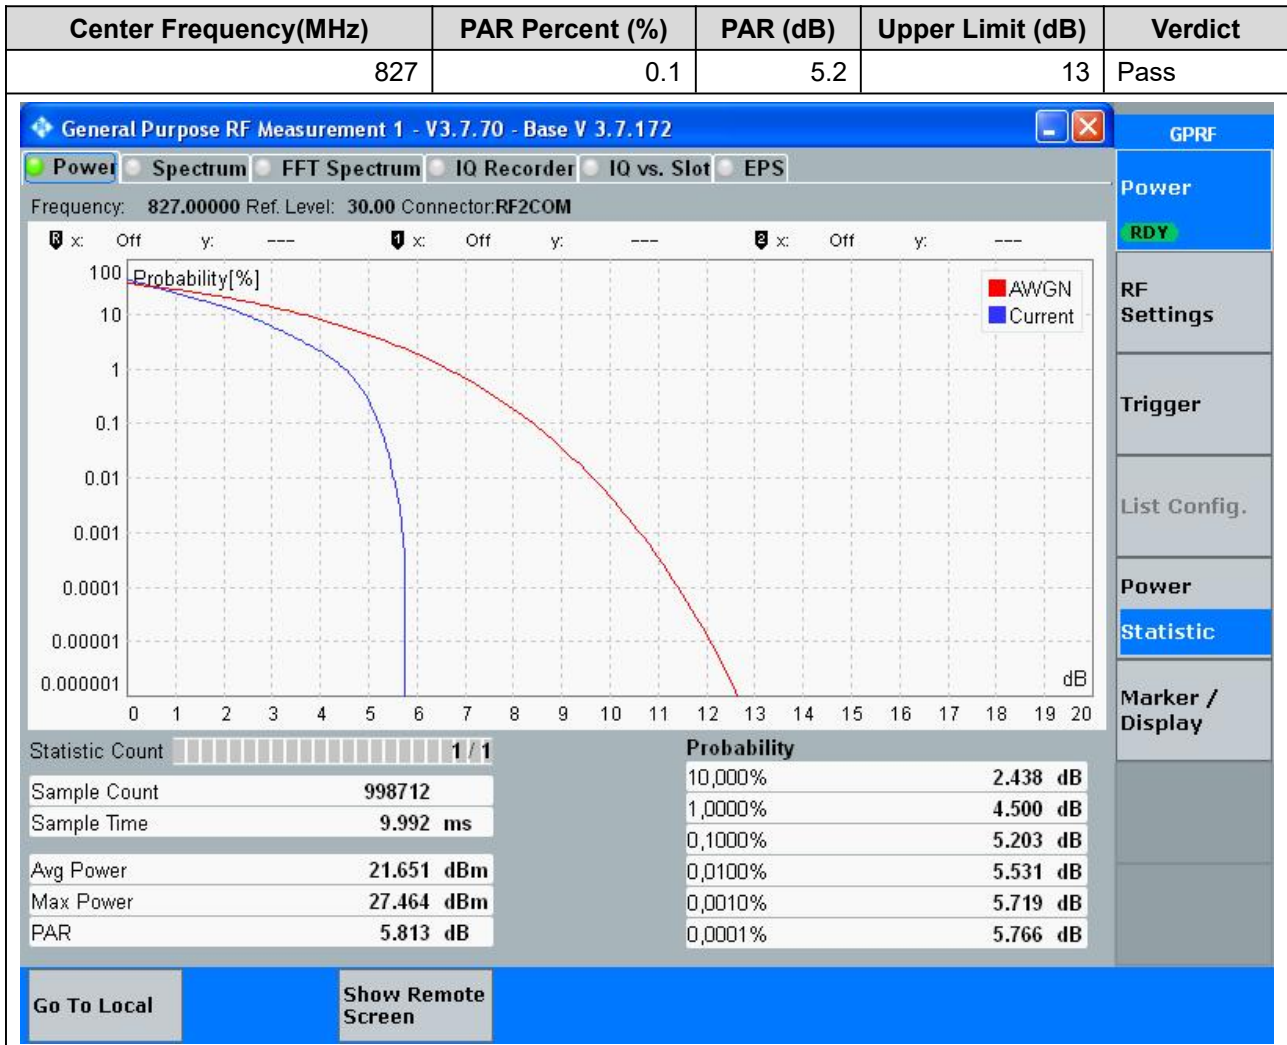 Center Frequency(MHz) PAR Percent (%) PAR (dB) Upper Limit (dB) Verdict
827 0.1 5.2 13 Pass
General Purpose RF Measurement 1 - V3.7.70 - Base V 3.7.172
GPRF
Power Spectrum FFT Spectrum IQ Recorder IQ vs. Slot EPS
Frequency: 827.00000 Ref. Level: 30.00 Connector:RF2COM
R x: Off y: --- 1 x: Off y: --- 2 x: Off y: ---
Probability[%]
100
10
1
0.1
0.01
0.001
0.0001
0.00001
0.000001
AWGN
Current
dB
0 1 2 3 4 5 6 7 8 9 10 11 12 13 14 15 16 17 18 19 20
Statistic Count 1 / 1
Sample Count 998712
Sample Time 9.992 ms
Avg Power 21.651 dBm
Max Power 27.464 dBm
PAR 5.813 dB
Probability
10,000% 2.438 dB
1,0000% 4.500 dB
0,1000% 5.203 dB
0,0100% 5.531 dB
0,0010% 5.719 dB
0,0001% 5.766 dB
Power
RDY
RF
Settings
Trigger
List Config.
Power
Statistic
Marker /
Display
Go To Local
Show Remote
Screen